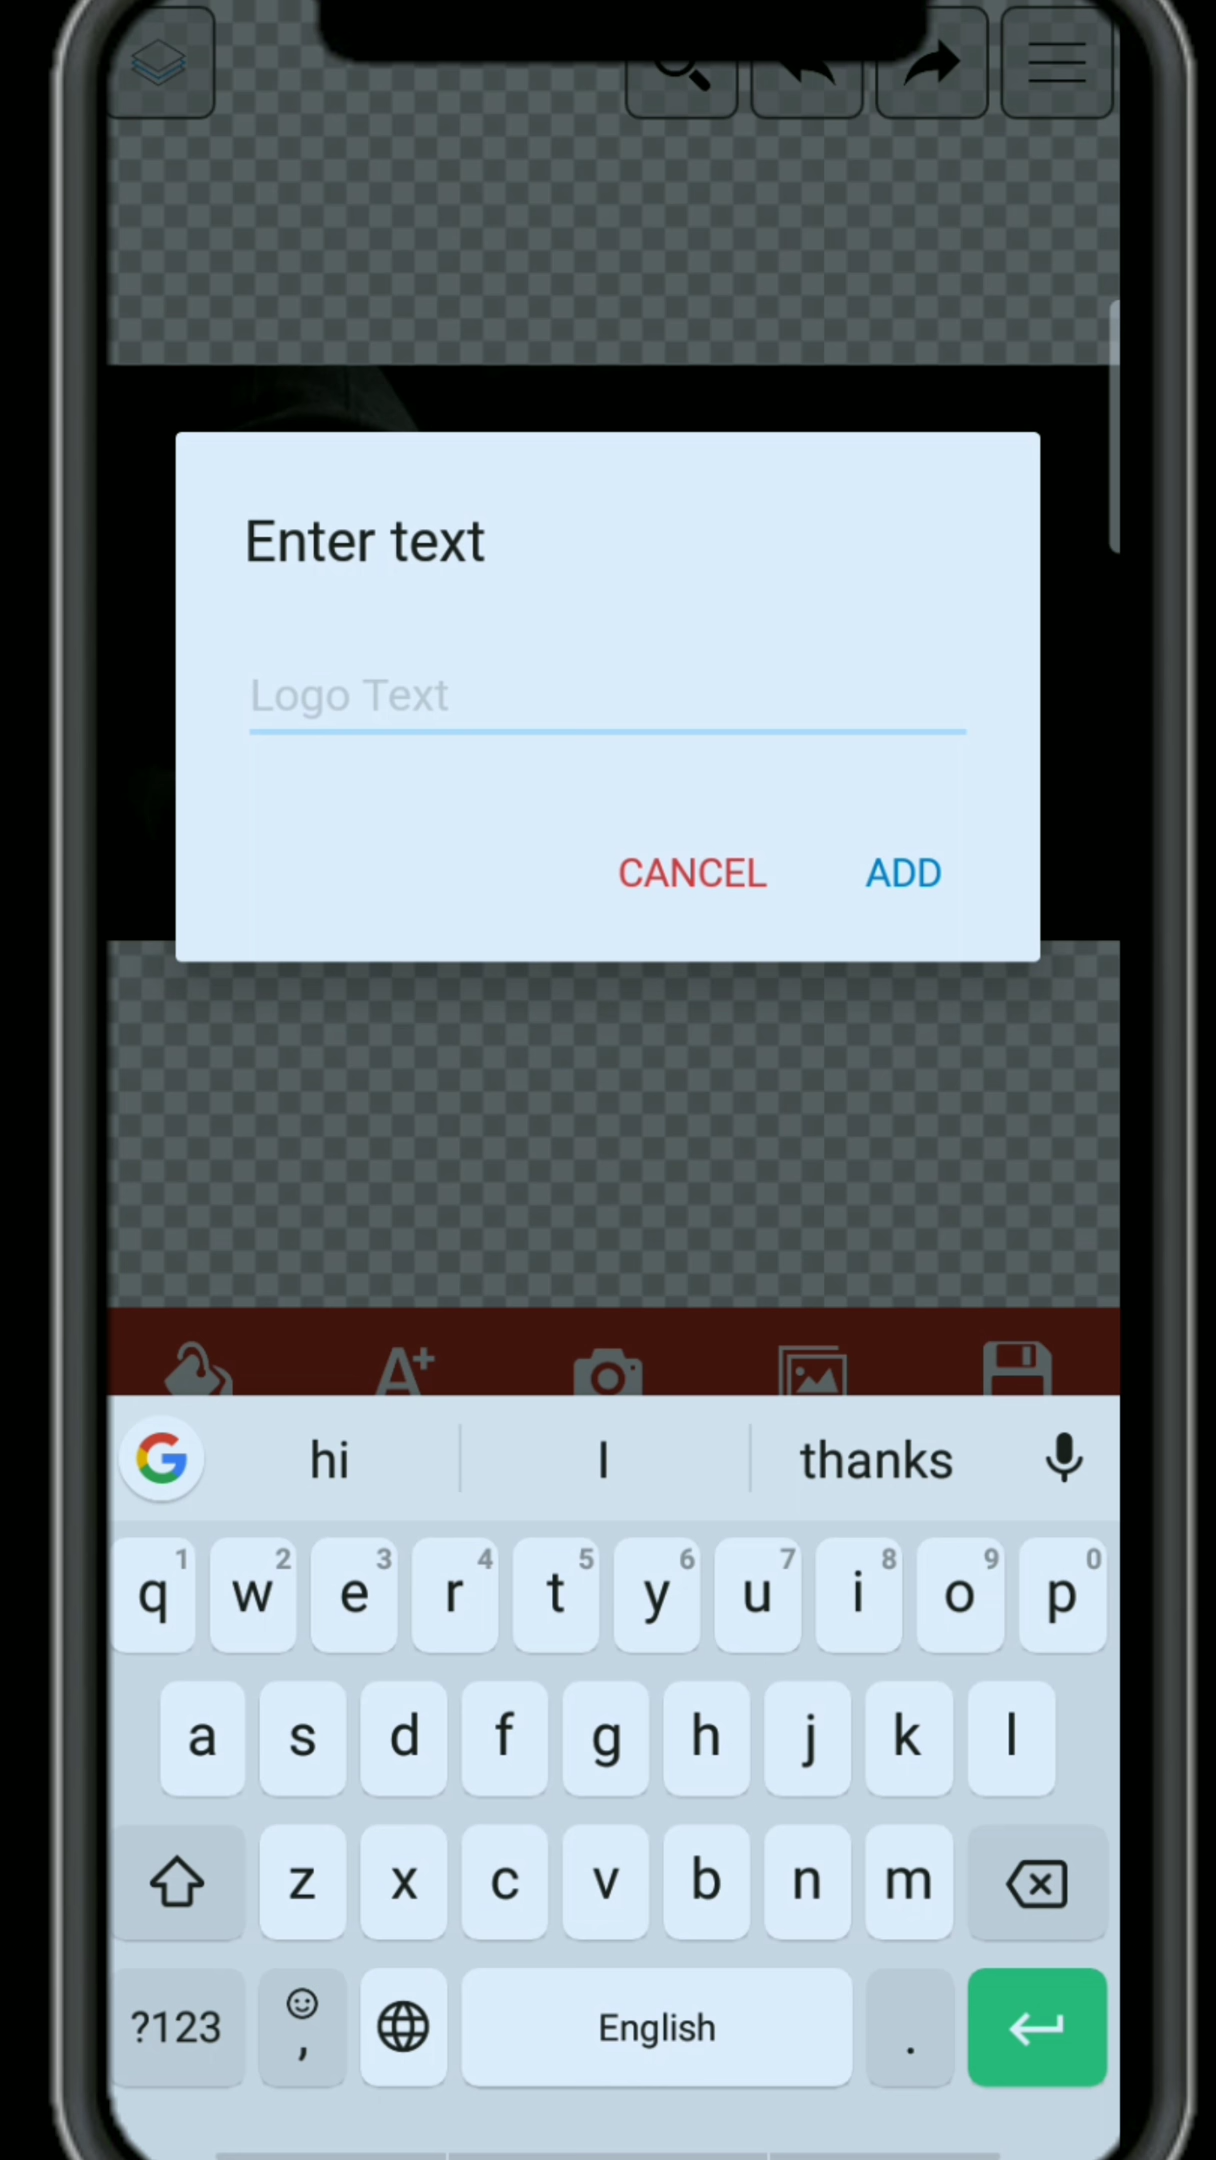 Enter text
Logo Text
CANCEL ADD
A+
G hi I thanks
1 2 3 4 5 6 7 8 9 0
q w e r t y u i o p
a s d f g h j k l
z x c v b n m
?123 , English .